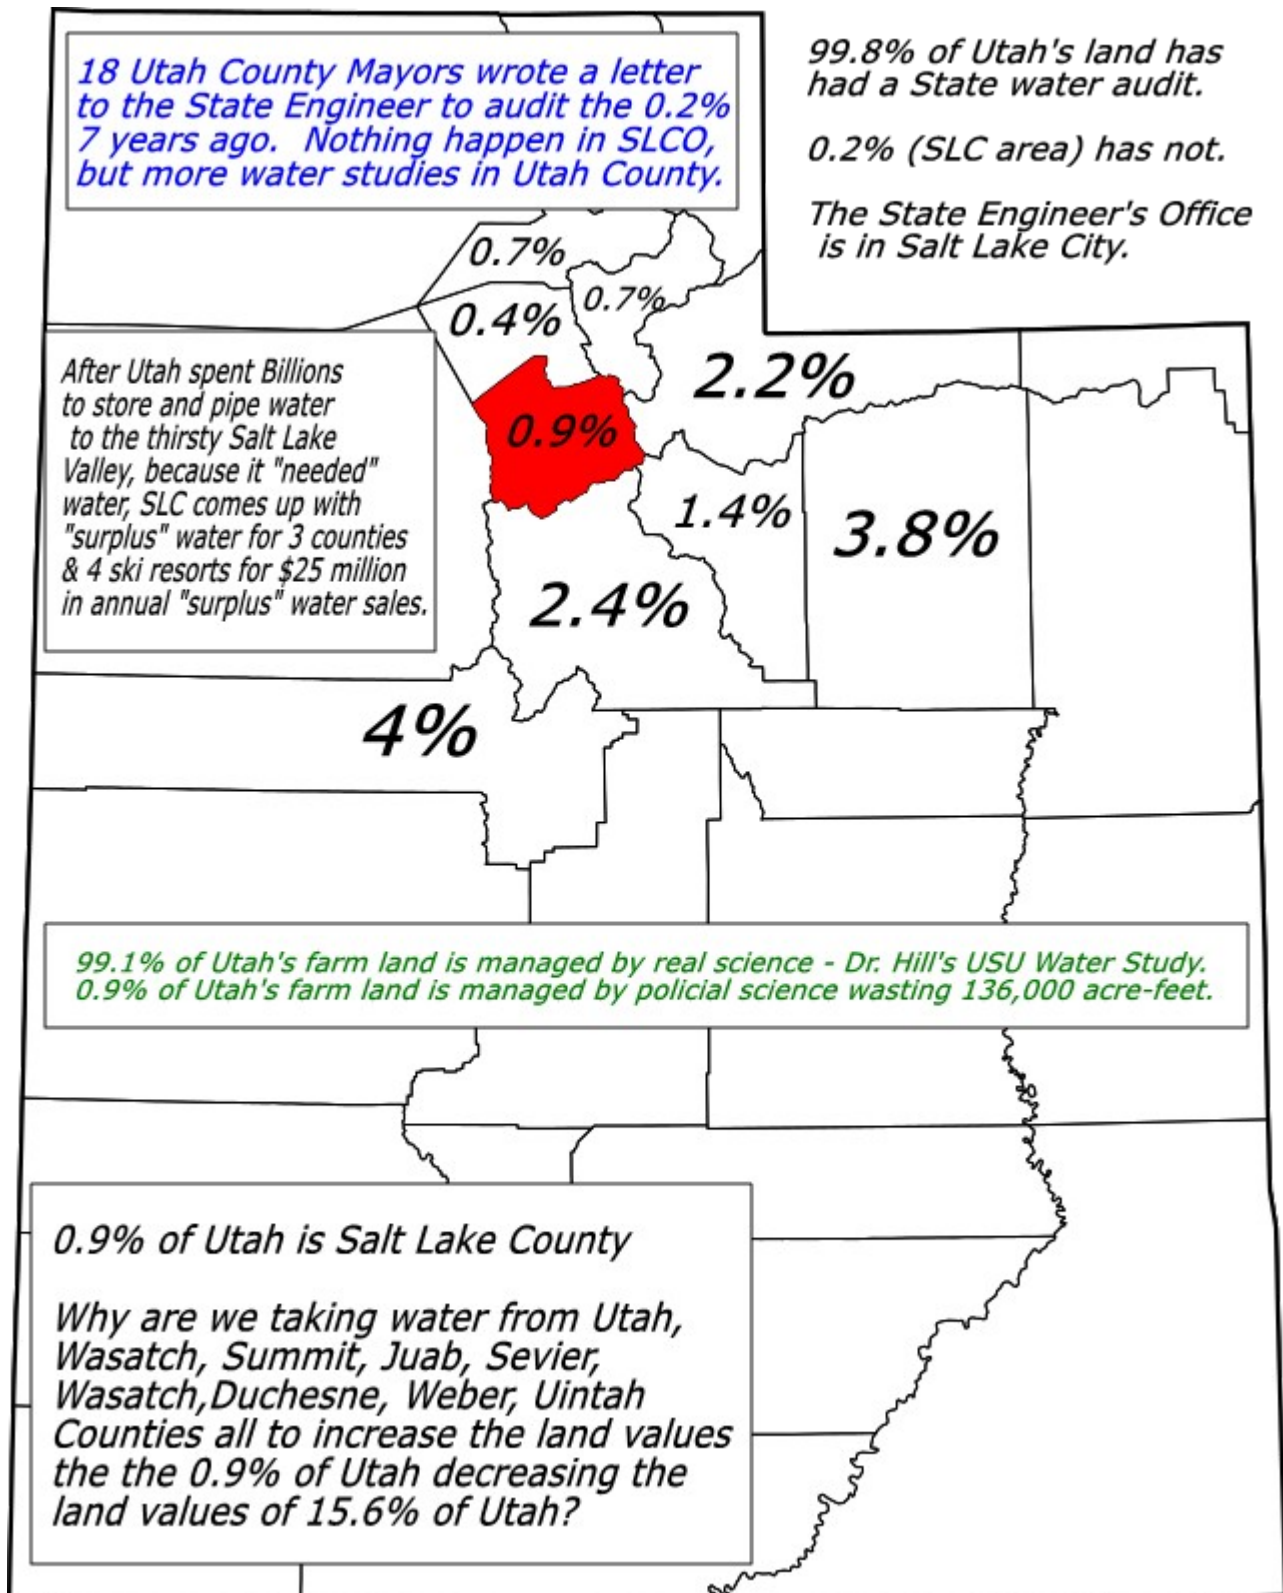 18 Utah County Mayors wrote a letter
to the State Engineer to audit the 0.2%
7 years ago.  Nothing happen in SLCO,
but more water studies in Utah County.
99.8% of Utah's land has
had a State water audit.
0.2% (SLC area) has not.
The State Engineer's Office
is in Salt Lake City.
0.7%
0.7%
0.4%
2.2%
0.9%
1.4%
3.8%
2.4%
4%
After Utah spent Billions
to store and pipe water
to the thirsty Salt Lake
Valley, because it "needed"
water, SLC comes up with
"surplus" water for 3 counties
& 4 ski resorts for $25 million
in annual "surplus" water sales.
99.1% of Utah's farm land is managed by real science - Dr. Hill's USU Water Study.
0.9% of Utah's farm land is managed by policial science wasting 136,000 acre-feet.
0.9% of Utah is Salt Lake County
Why are we taking water from Utah,
Wasatch, Summit, Juab, Sevier,
Wasatch,Duchesne, Weber, Uintah
Counties all to increase the land values
the the 0.9% of Utah decreasing the
land values of 15.6% of Utah?